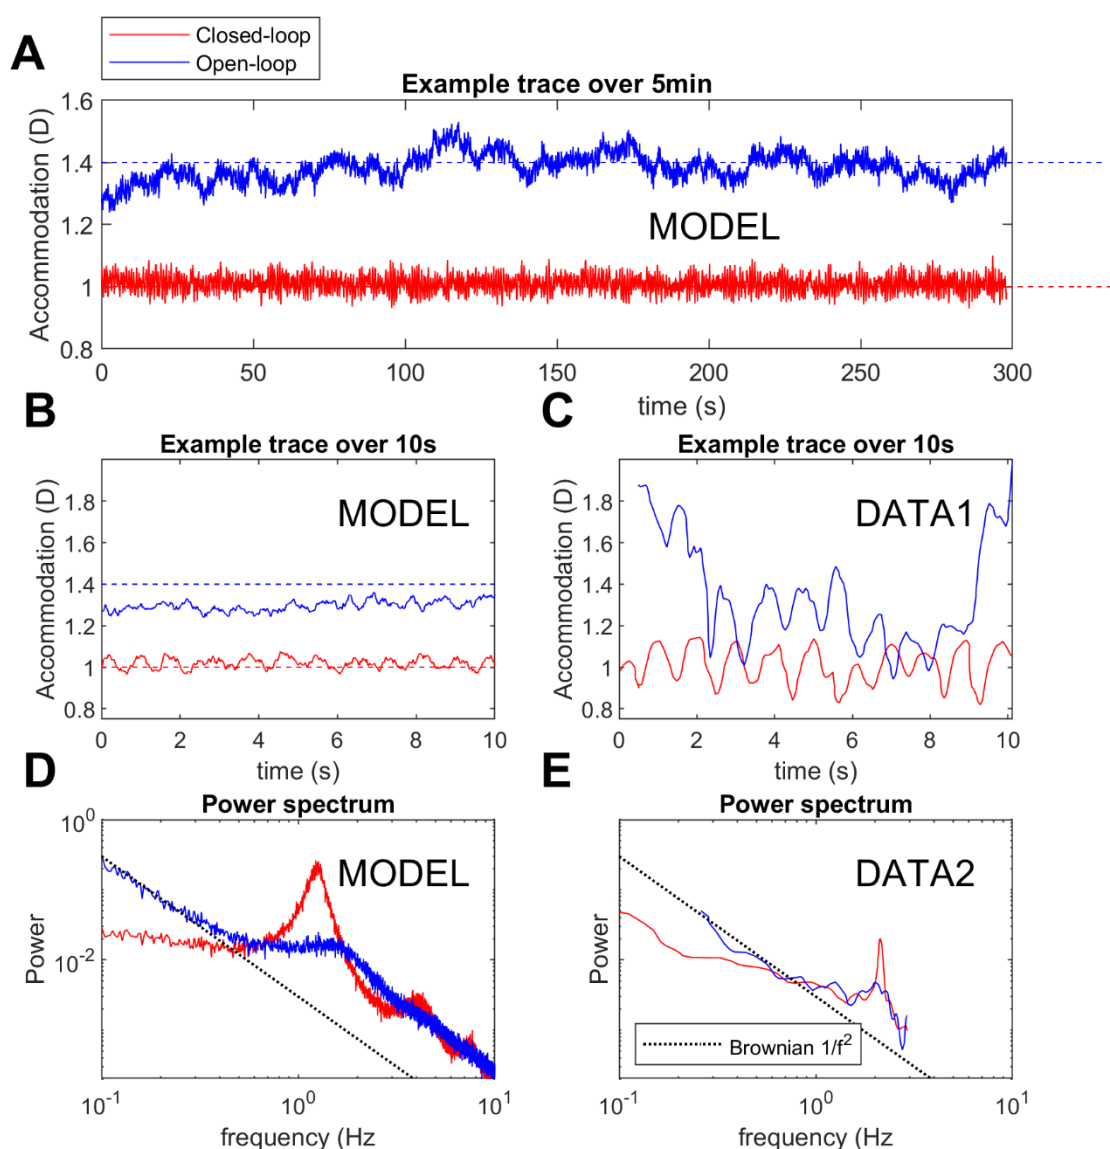 Closed-loop
Open-loop
A
Example trace over 5min
Accommodation (D)
1.6
1.4
1.2
1
0.8
MODEL
0 50 100 150 200 250 300
time (s)
B
Example trace over 10s
Accommodation (D)
1.8
1.6
1.4
1.2
1
0.8
MODEL
0 2 4 6 8 10
time (s)
C
Example trace over 10s
Accommodation (D)
1.8
1.6
1.4
1.2
1
0.8
DATA1
0 2 4 6 8 10
time (s)
D
Power spectrum
Power
10^0
10^-2
MODEL
10^-1 10^0 10^1
frequency (Hz
E
Power spectrum
Power
DATA2
Brownian 1/f^2
10^-1 10^0 10^1
frequency (Hz